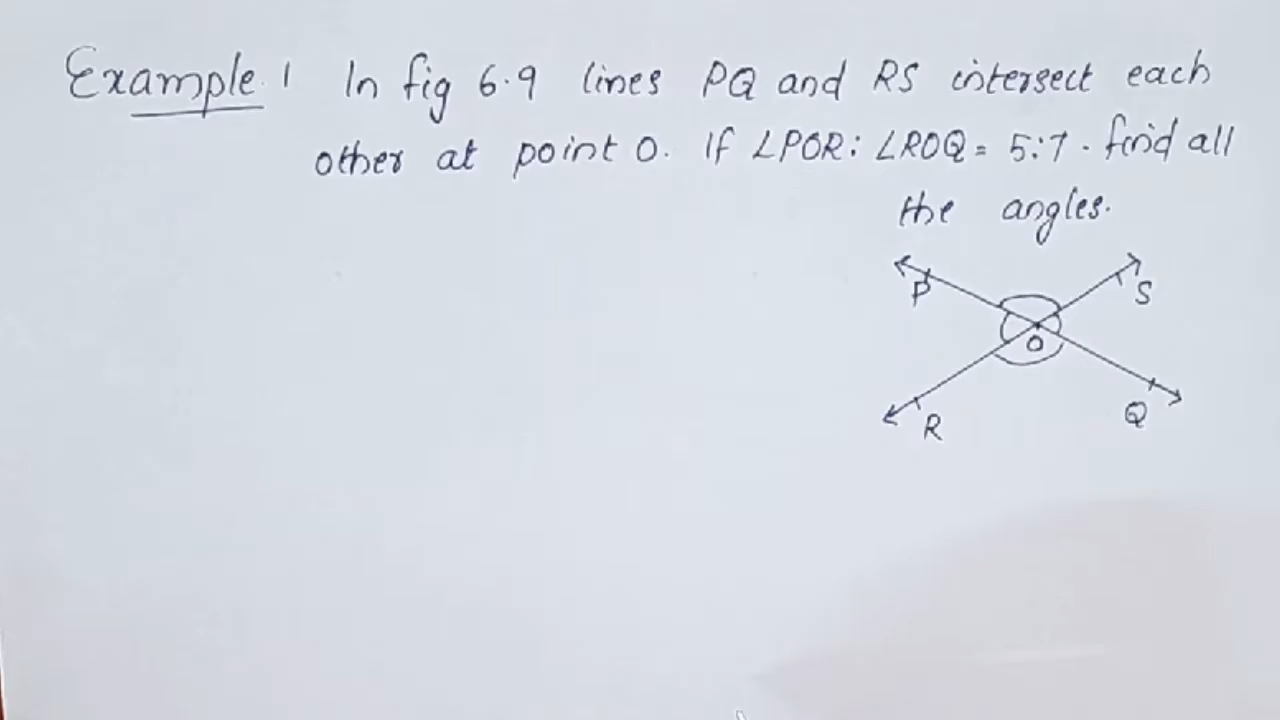 Example 1 In fig 6.9 lines PQ and RS intersect each
other at point O. If ∠POR : ∠ROQ = 5:7. find all
the angles.
P
S
O
R
Q